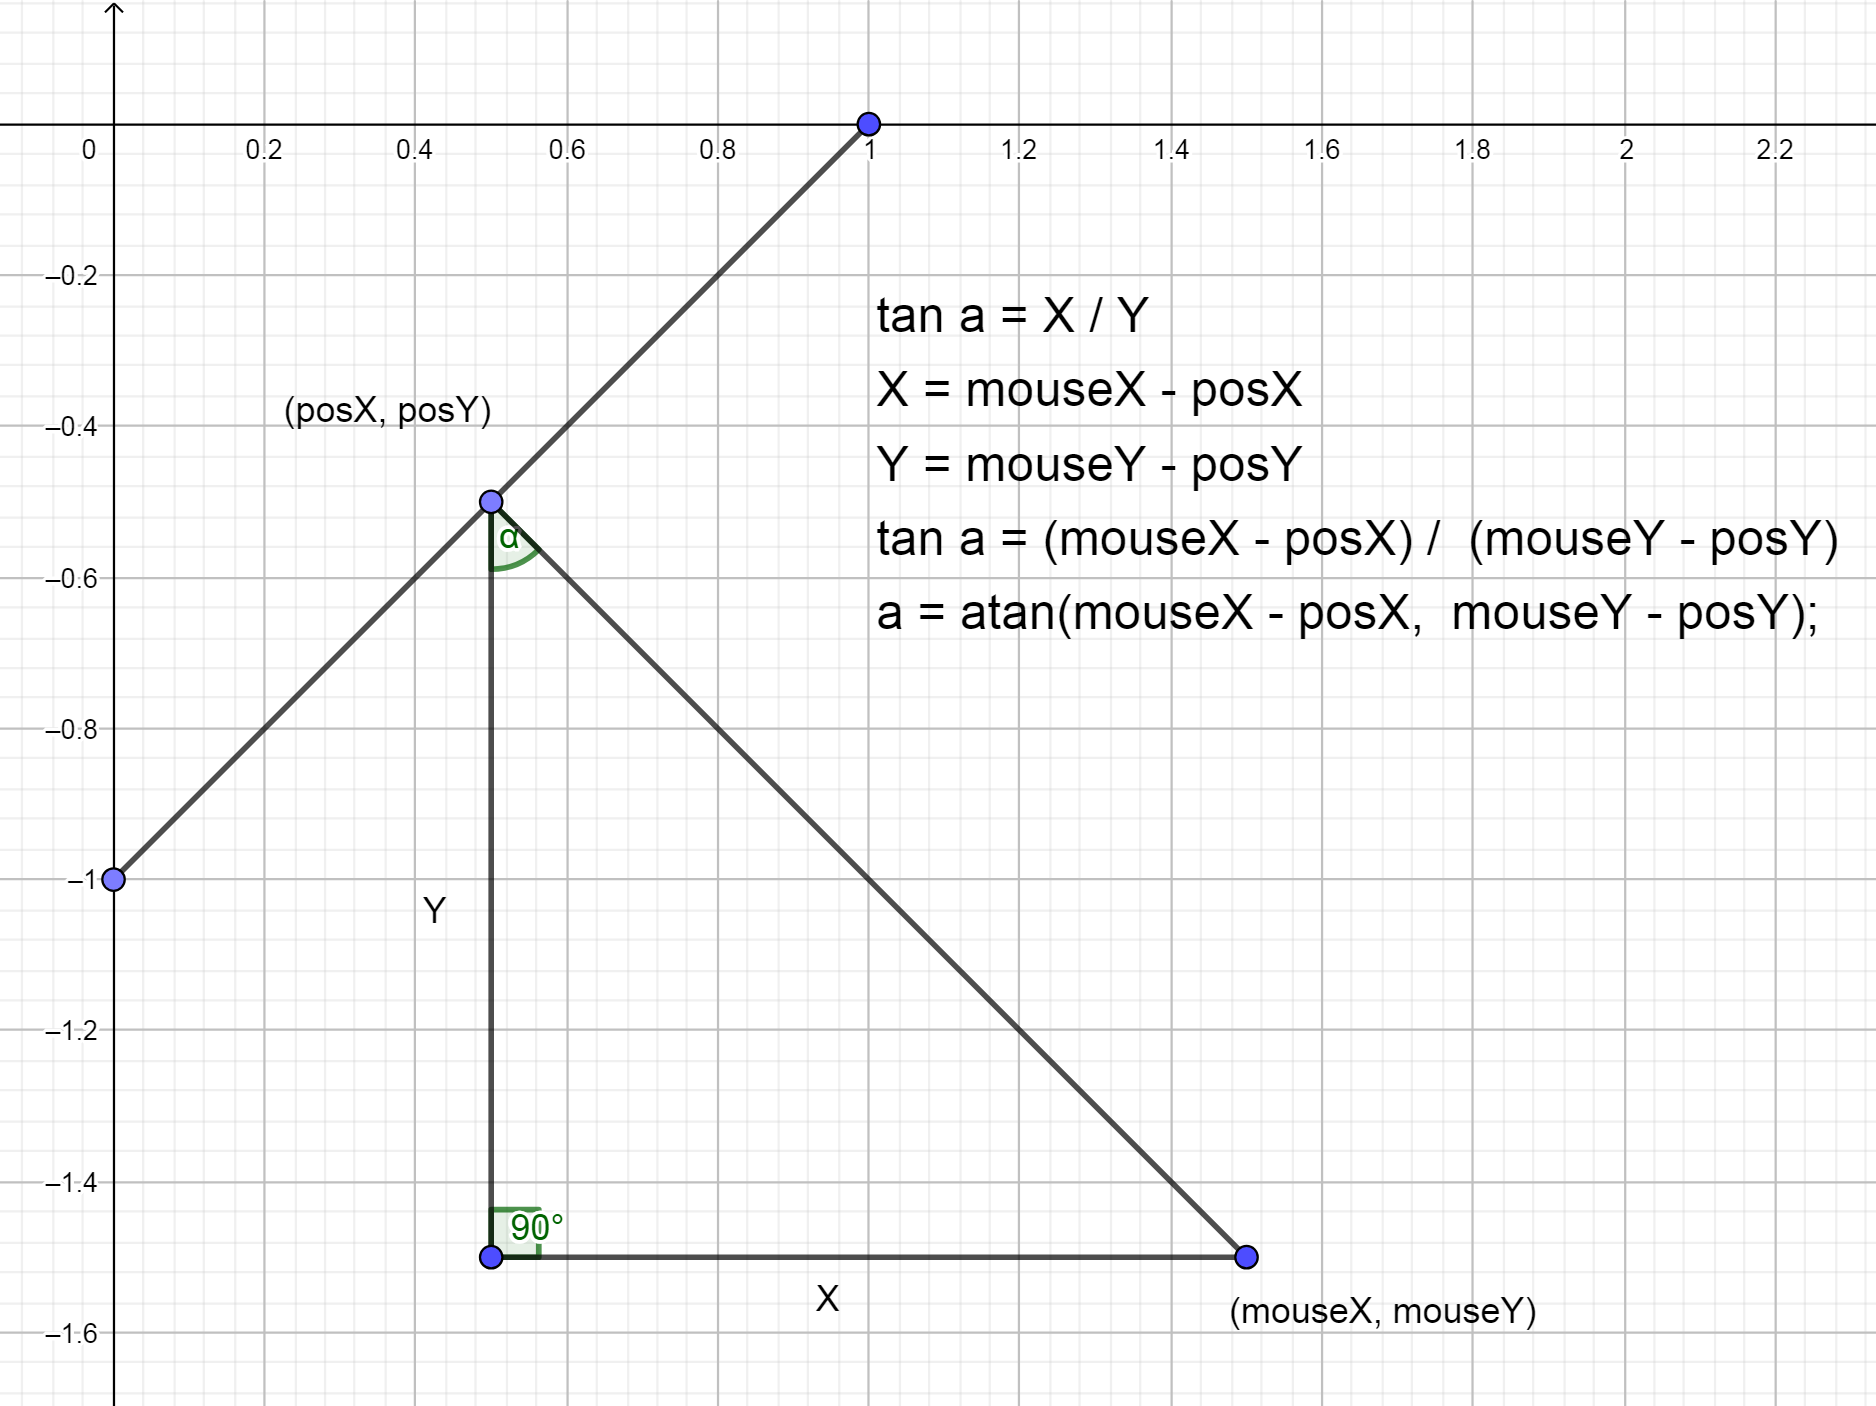 0 0.2 0.4 0.6 0.8 1 1.2 1.4 1.6 1.8 2 2.2
–0.2
tan a = X / Y
X = mouseX - posX
(posX, posY)
–0.4
Y = mouseY - posY
α
tan a = (mouseX - posX) /  (mouseY - posY)
–0.6
a = atan(mouseX - posX,  mouseY - posY);
–0.8
–1
Y
–1.2
–1.4
90°
X
(mouseX, mouseY)
–1.6